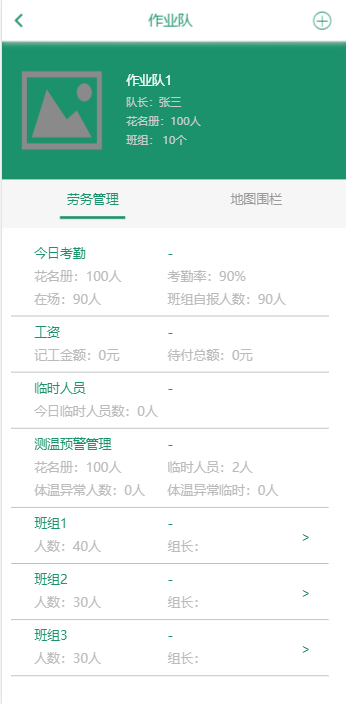 作业队
作业队1
队长：张三
花名册：100人
班组： 10个
劳务管理 地图围栏
今日考勤 -
花名册：100人 考勤率：90%
在场：90人 班组自报人数：90人
工资 -
记工金额：0元 待付总额：0元
临时人员 -
今日临时人员数：0人
测温预警管理 -
花名册：100人 临时人员：2人
体温异常人数：0人 体温异常临时：0人
班组1 -
人数：40人 组长： >
班组2 -
人数：30人 组长： >
班组3 -
人数：30人 组长： >